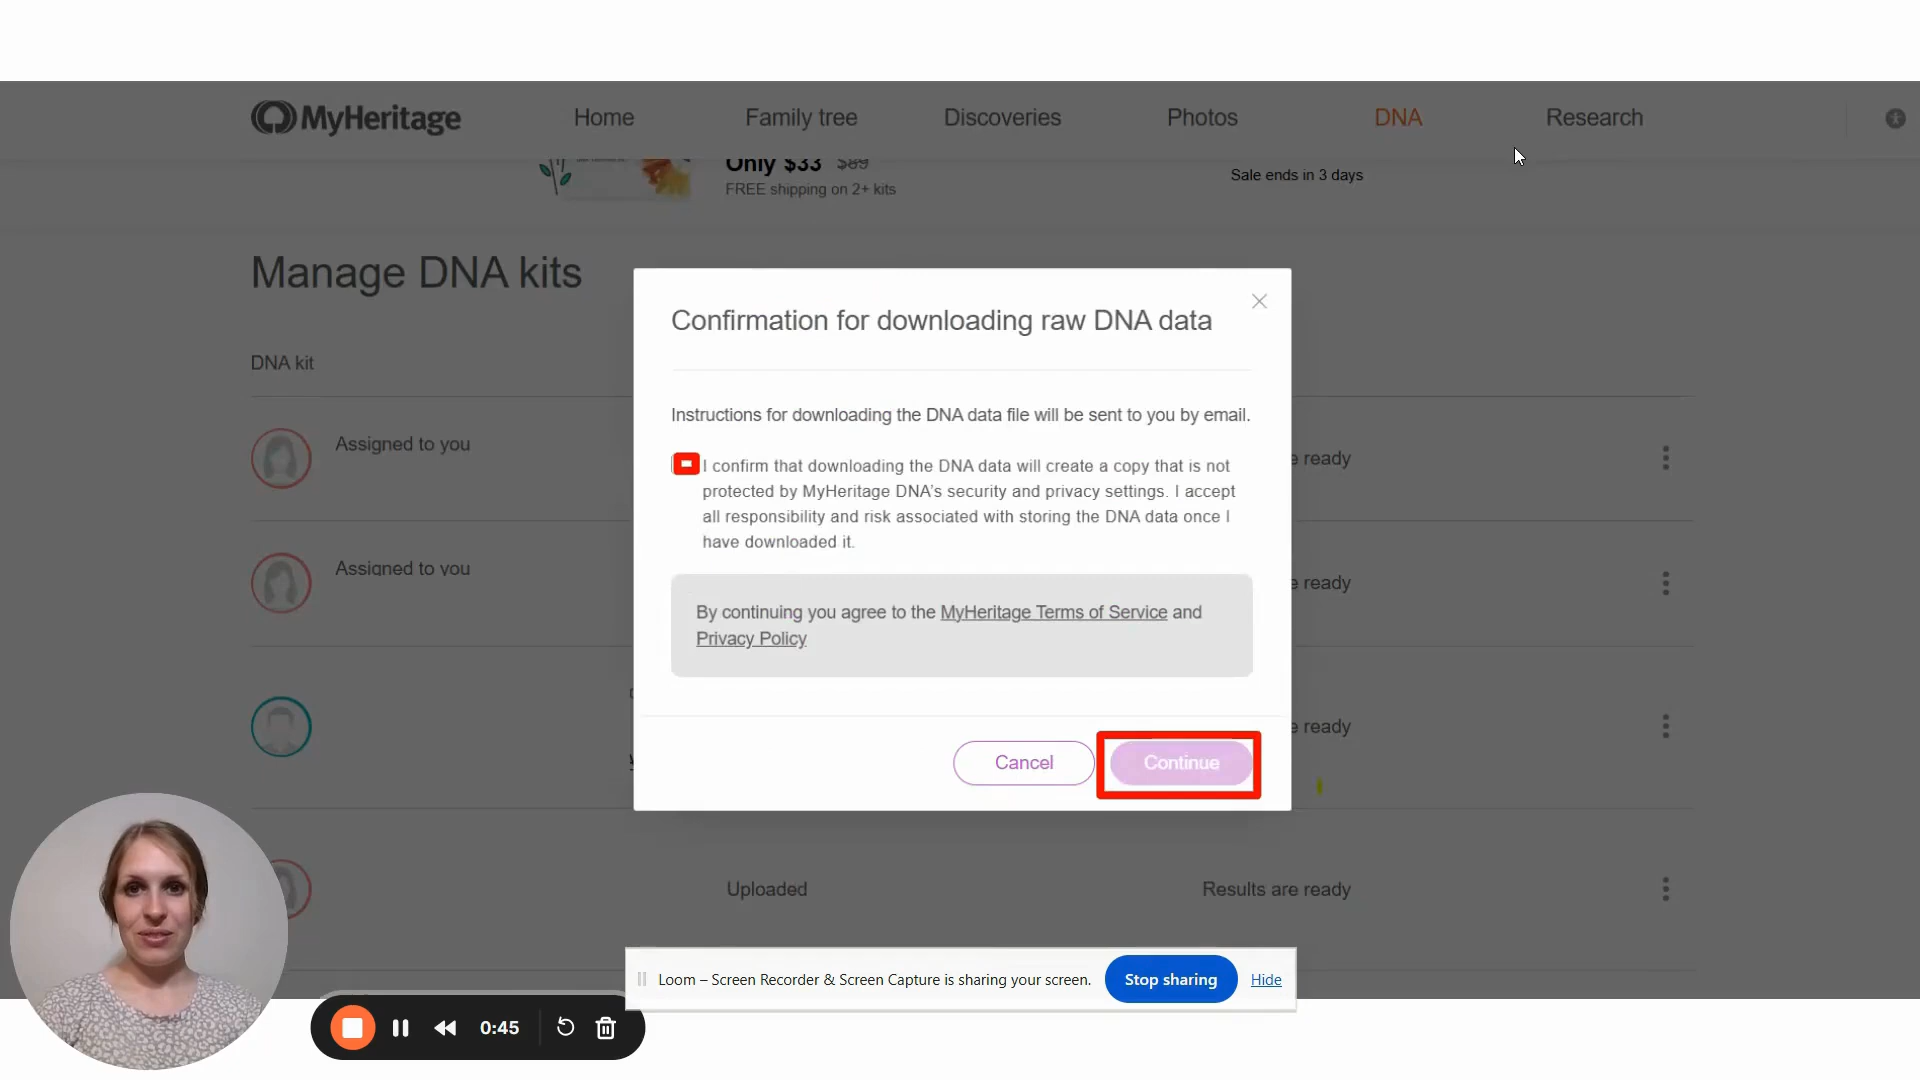 MyHeritage
Home
Family tree
Discoveries
Photos
DNA
Research
Only $33 $89
FREE shipping on 2+ kits
Sale ends in 3 days
Manage DNA kits
DNA kit
Assigned to you
e ready
Assigned to you
e ready
e ready
Uploaded
Results are ready
Confirmation for downloading raw DNA data
Instructions for downloading the DNA data file will be sent to you by email.
I confirm that downloading the DNA data will create a copy that is not
protected by MyHeritage DNA's security and privacy settings. I accept
all responsibility and risk associated with storing the DNA data once I
have downloaded it.
By continuing you agree to the MyHeritage Terms of Service and
Privacy Policy
Cancel
Continue
Loom – Screen Recorder & Screen Capture is sharing your screen.
Stop sharing
Hide
0:45